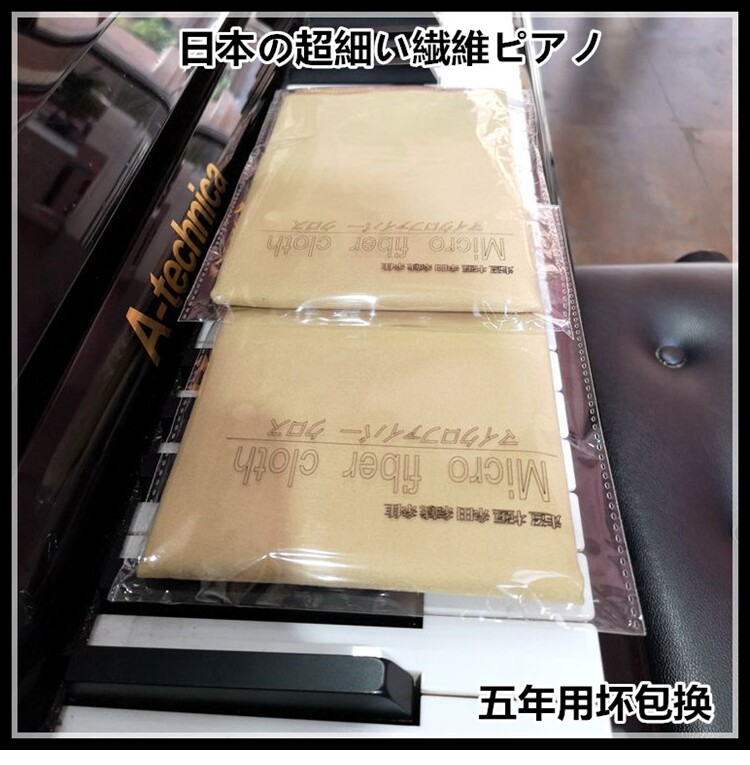 日本の超細い繊維ピアノ
A-technica
マイクロファイバー クロス
Micro fiber cloth
マイクロファイバー クロス
Micro fiber cloth
五年用坏包换